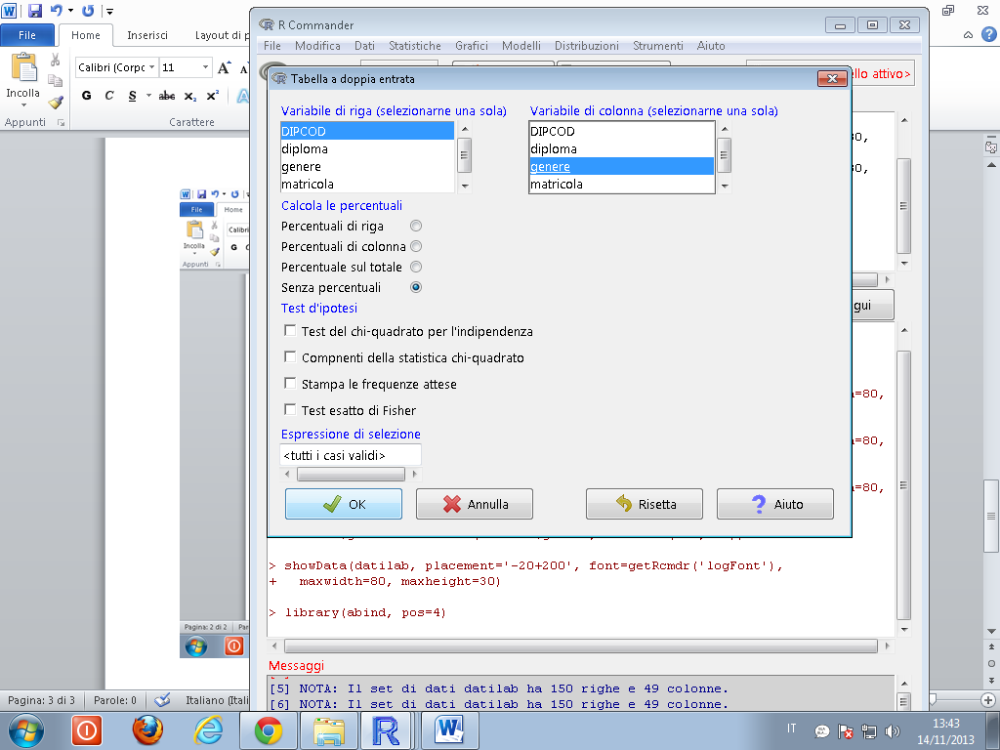 R Commander
File Home Inserisci Layout di p
File Modifica Dati Statistiche Grafici Modelli Distribuzioni Strumenti Aiuto
Calibri (Corpc 11
Incolla
G C S abc x₂ x²
Appunti Carattere
llo attivo>
Tabella a doppia entrata
Variabile di riga (selezionarne una sola)
DIPCOD
diploma
genere
matricola
Variabile di colonna (selezionarne una sola)
DIPCOD
diploma
genere
matricola
Calcola le percentuali
Percentuali di riga
Percentuali di colonna
Percentuale sul totale
Senza percentuali
Test d'ipotesi
Test del chi-quadrato per l'indipendenza
Compnenti della statistica chi-quadrato
Stampa le frequenze attese
Test esatto di Fisher
Espressione di selezione
<tutti i casi validi>
OK Annulla Risetta Aiuto
30,
30,
gui
a=80,
a=80,
a=80,
> showData(datilab, placement='-20+200', font=getRcmdr('logFont'),
+ maxwidth=80, maxheight=30)
> library(abind, pos=4)
Messaggi
[5] NOTA: Il set di dati datilab ha 150 righe e 49 colonne.
[6] NOTA: Il set di dati datilab ha 150 righe e 49 colonne.
File Home
Calibri
Incolla
G C
Appunti
Pagina: 2 di 2 Par
Pagina: 3 di 3 Parole: 0 Italiano (Itali
IT
13:43
14/11/2013